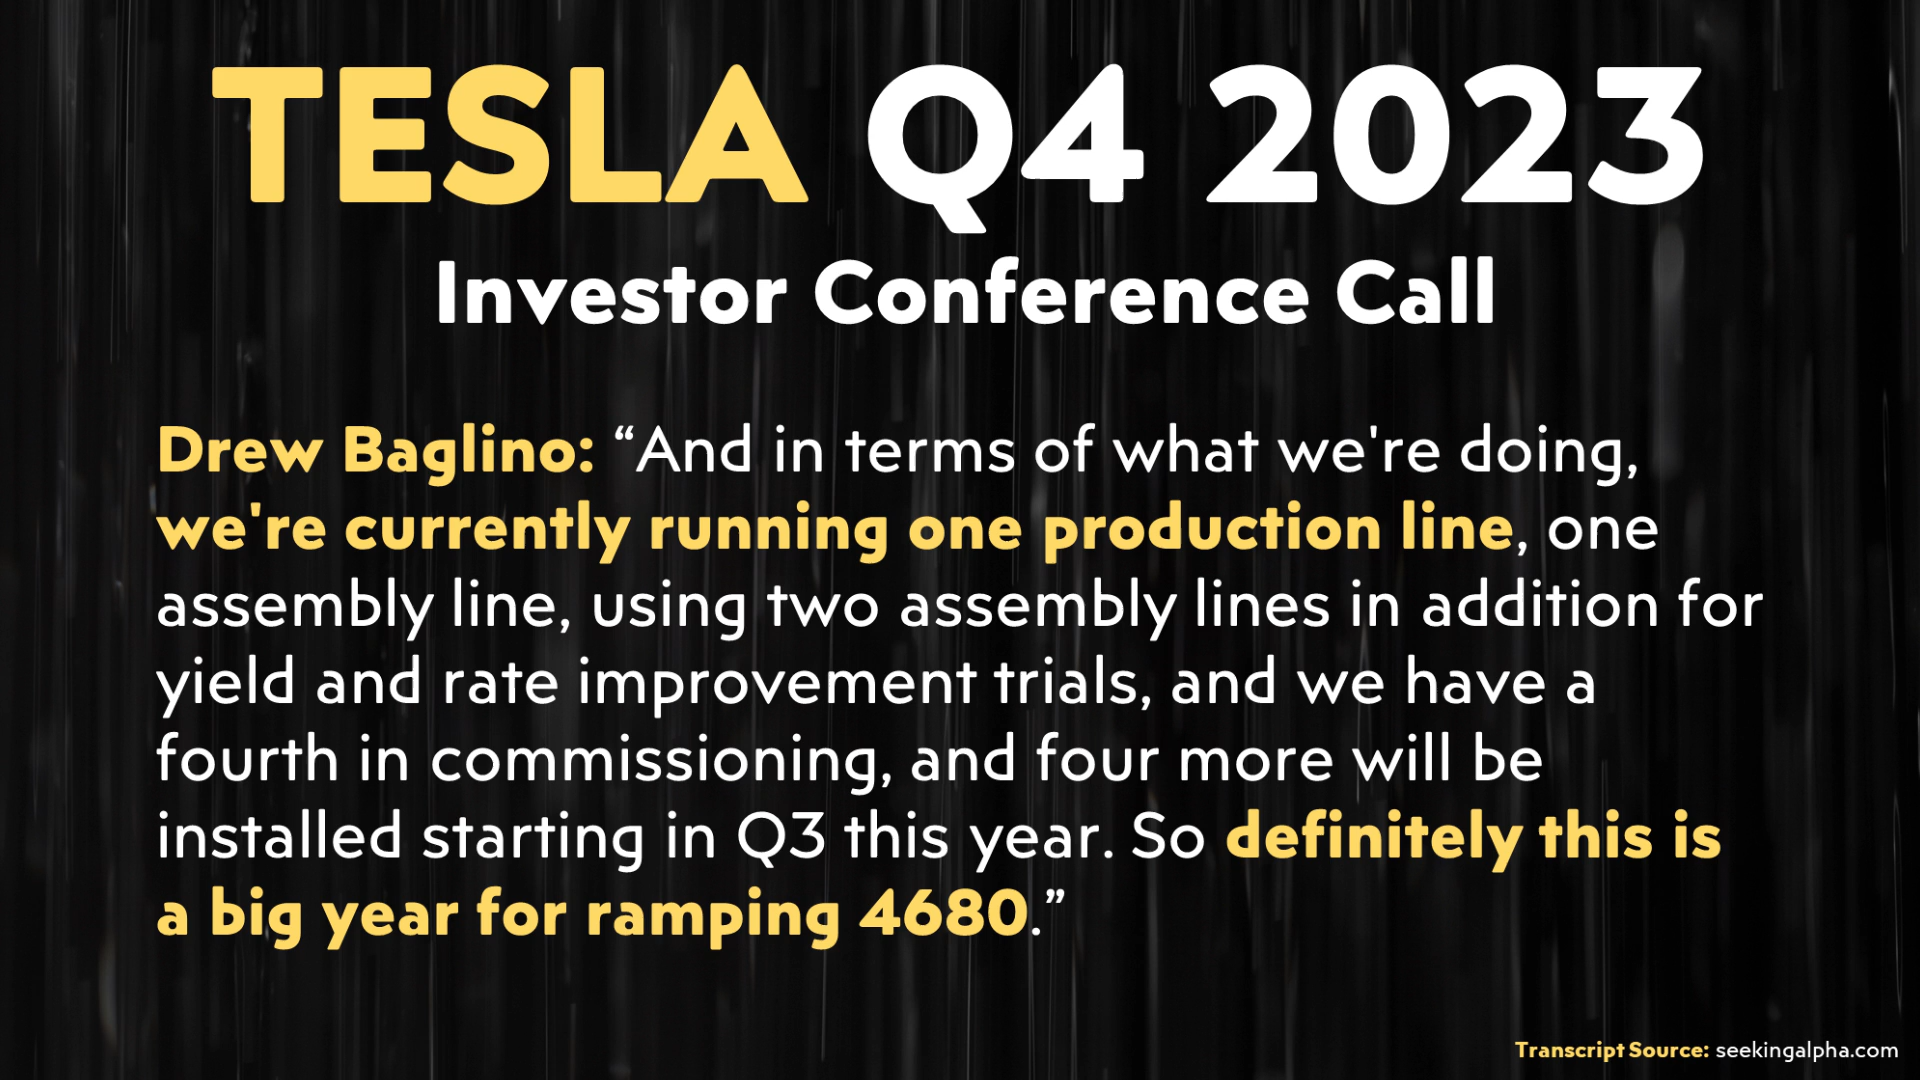 TESLA Q4 2023
Investor Conference Call
Drew Baglino: “And in terms of what we're doing,
we're currently running one production line, one
assembly line, using two assembly lines in addition for
yield and rate improvement trials, and we have a
fourth in commissioning, and four more will be
installed starting in Q3 this year. So definitely this is
a big year for ramping 4680.”
Transcript Source: seekingalpha.com